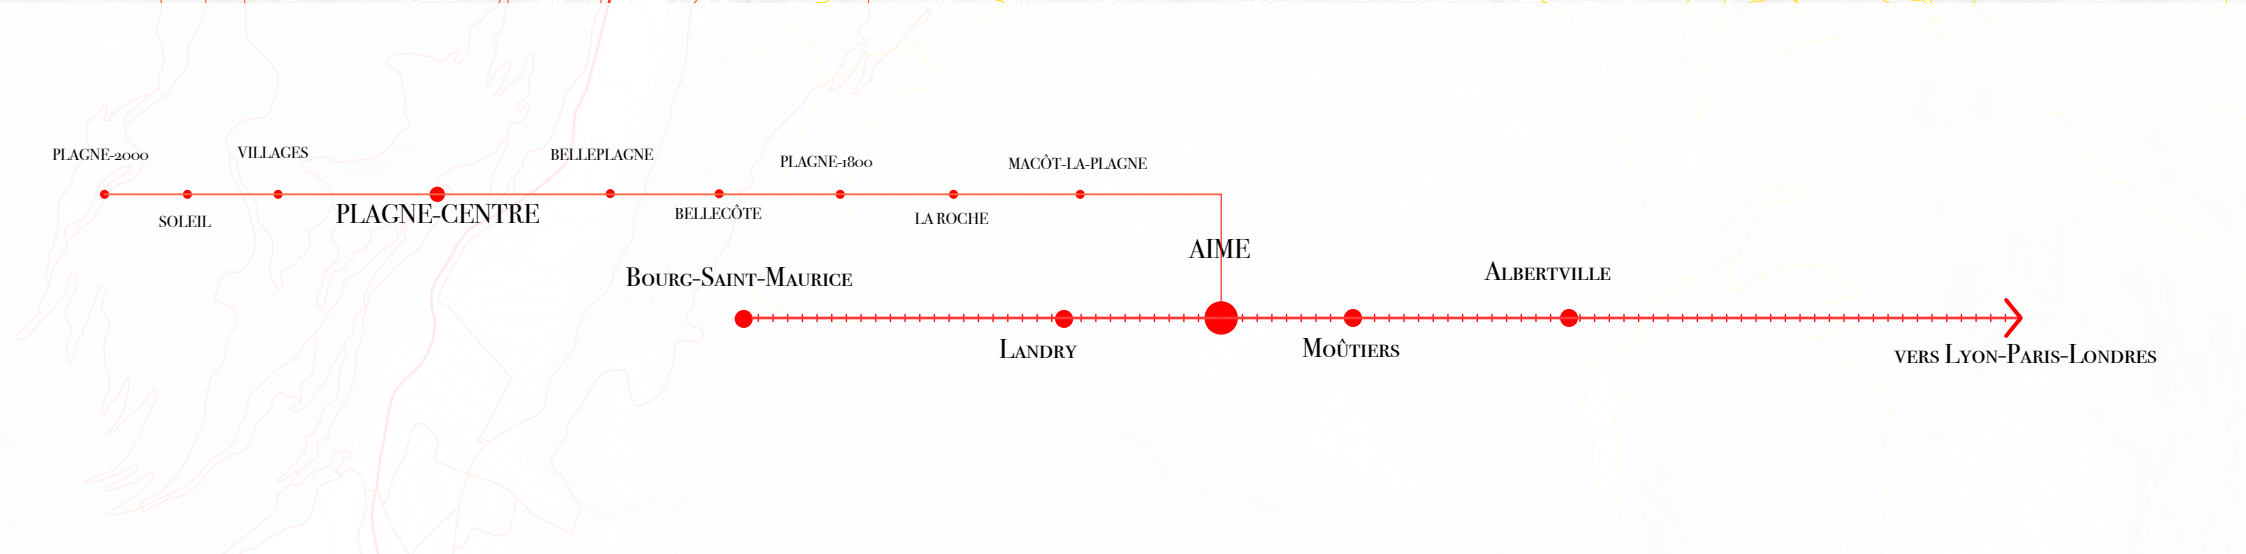 PLAGNE-2000
SOLEIL
VILLAGES
PLAGNE-CENTRE
BELLEPLAGNE
BELLECÔTE
PLAGNE-1800
LA ROCHE
MACÔT-LA-PLAGNE
AIME
Bourg-Saint-Maurice
Landry
Moûtiers
Albertville
vers Lyon-Paris-Londres